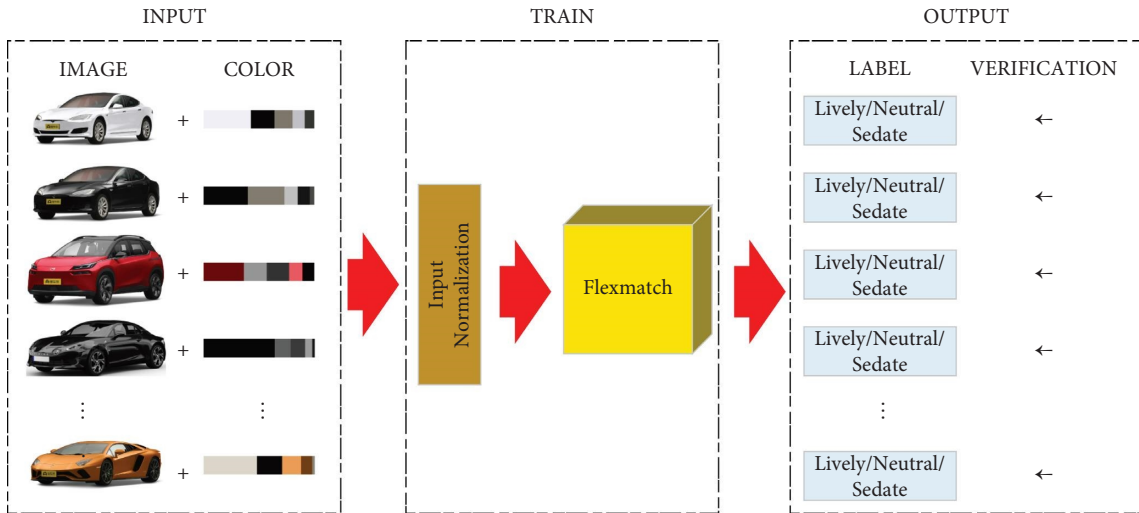 INPUT
TRAIN
OUTPUT
IMAGE
COLOR
LABEL
VERIFICATION
+
Lively/Neutral/
Sedate
←
+
Lively/Neutral/
Sedate
←
+
Lively/Neutral/
Sedate
←
+
Lively/Neutral/
Sedate
←
Input
Normalization
Flexmatch
⋮
⋮
⋮
+
Lively/Neutral/
Sedate
←